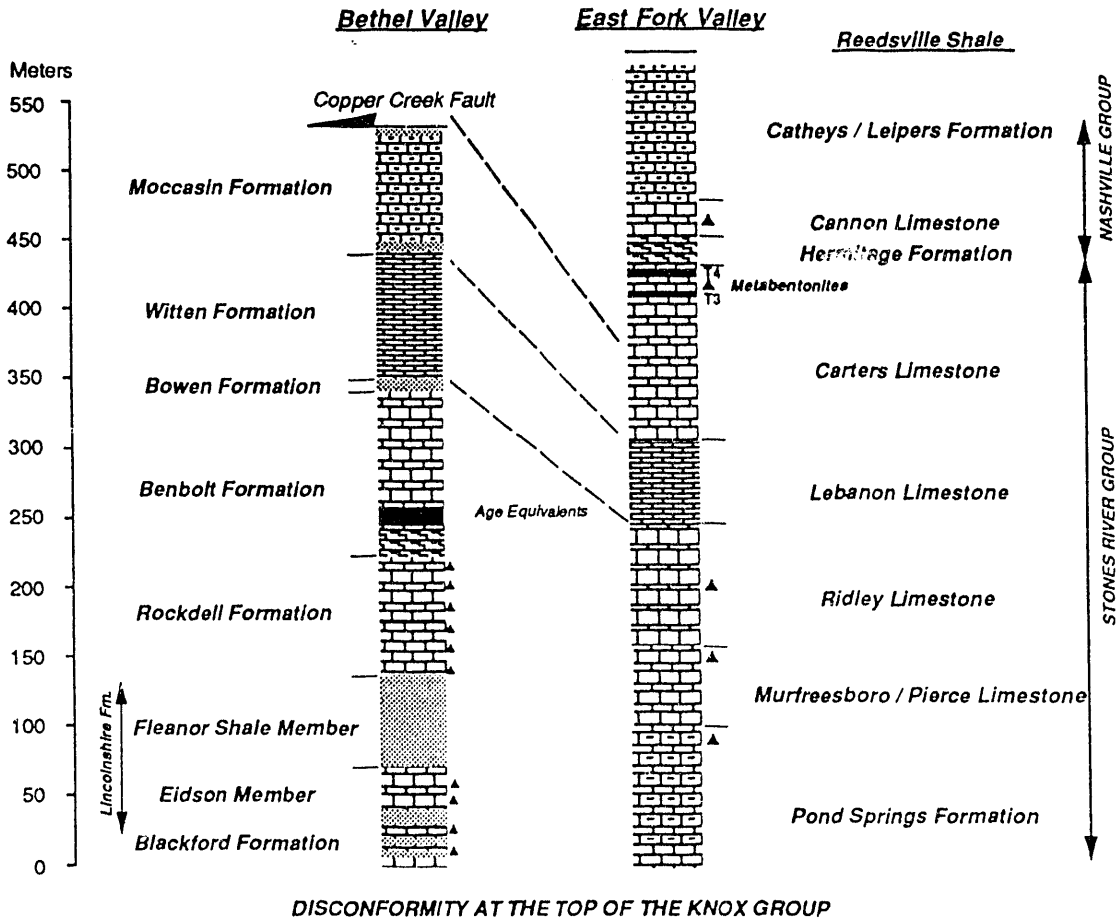 Bethel Valley
East Fork Valley
Reedsville Shale
Meters
550
500
450
400
350
300
250
200
150
100
50
0
Copper Creek Fault
Moccasin Formation
Witten Formation
Bowen Formation
Benbolt Formation
Rockdell Formation
Fleanor Shale Member
Eidson Member
Blackford Formation
Lincolnshire Fm.
Age Equivalents
Catheys / Leipers Formation
Cannon Limestone
Hermitage Formation
T4
Metabentonites
T3
Carters Limestone
Lebanon Limestone
Ridley Limestone
Murfreesboro / Pierce Limestone
Pond Springs Formation
NASHVILLE GROUP
STONES RIVER GROUP
DISCONFORMITY AT THE TOP OF THE KNOX GROUP